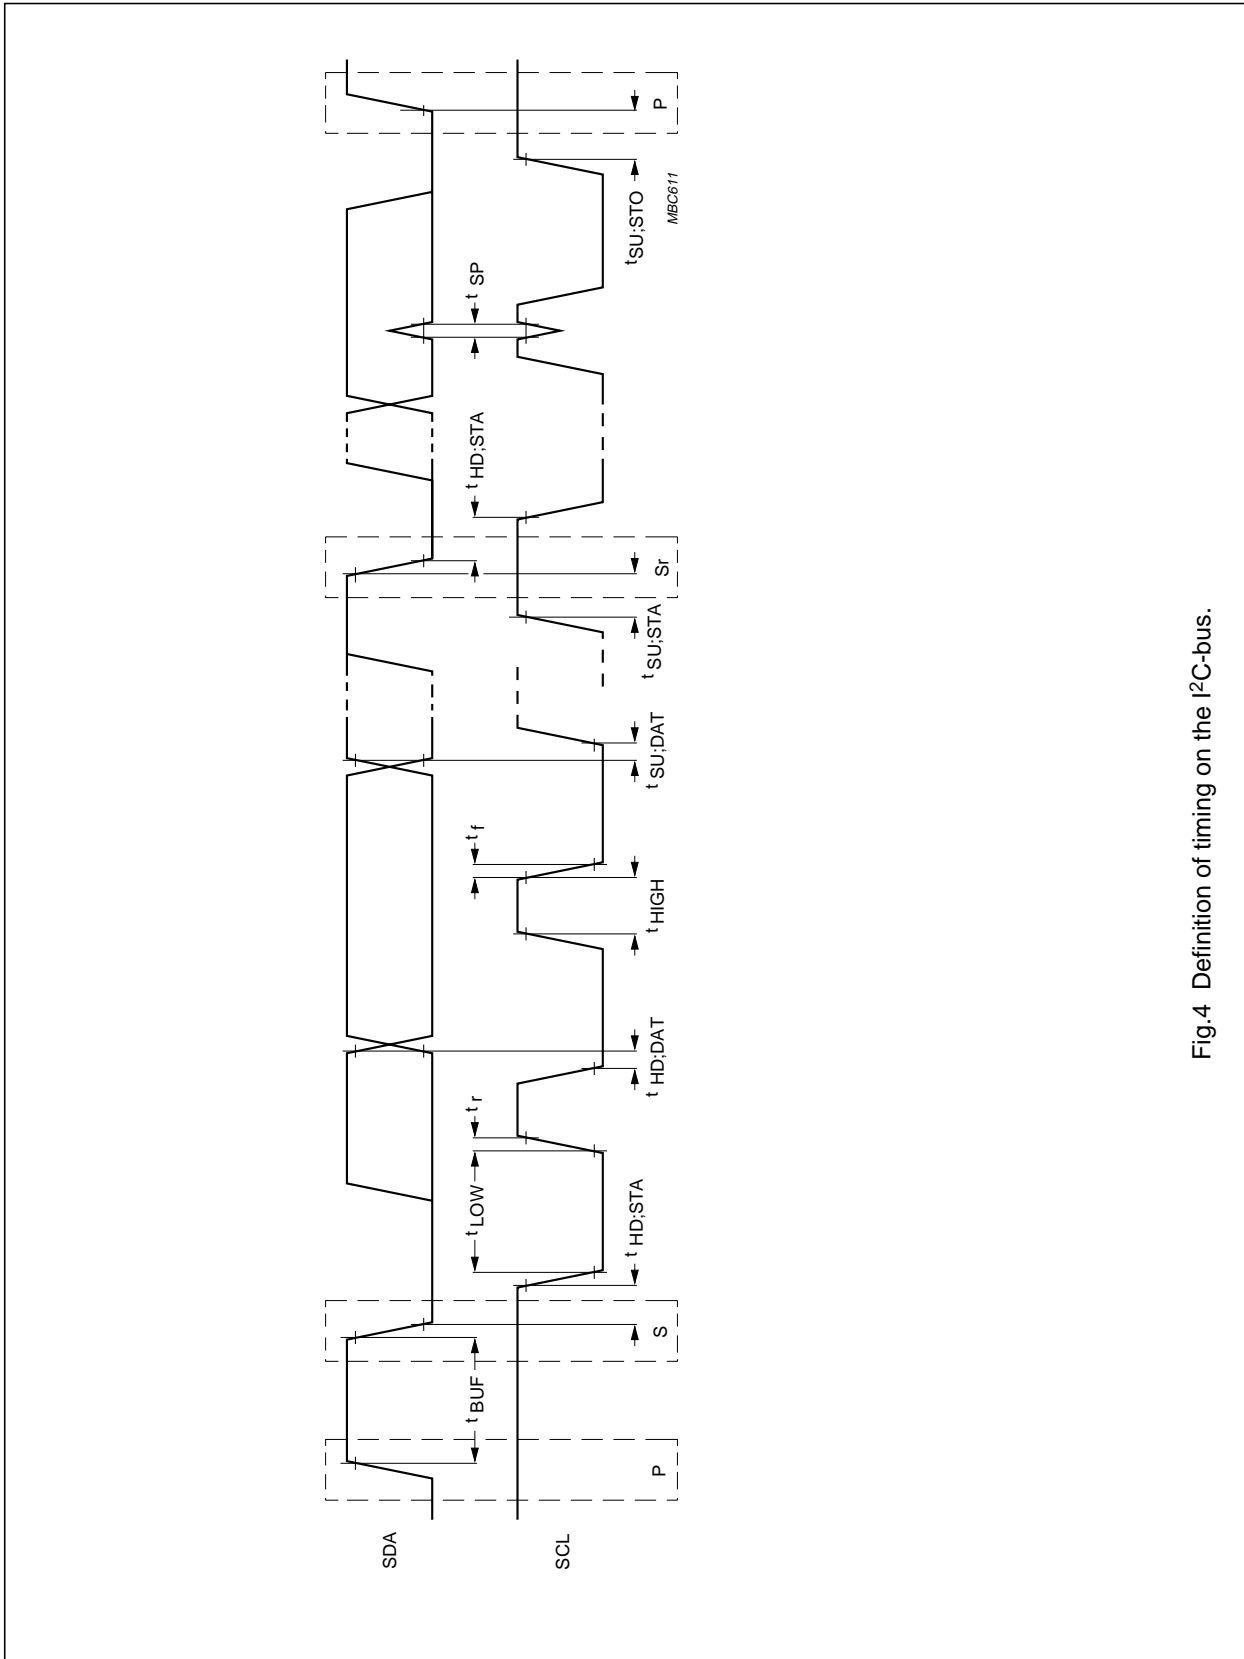 SDA
SCL
P
S
Sr
P
t BUF
t LOW
t r
t f
t HD;STA
t SP
t HD;STA
t HD;DAT
t HIGH
t SU;DAT
t SU;STA
t SU;STO
MBC611
Fig.4 Definition of timing on the I²C-bus.